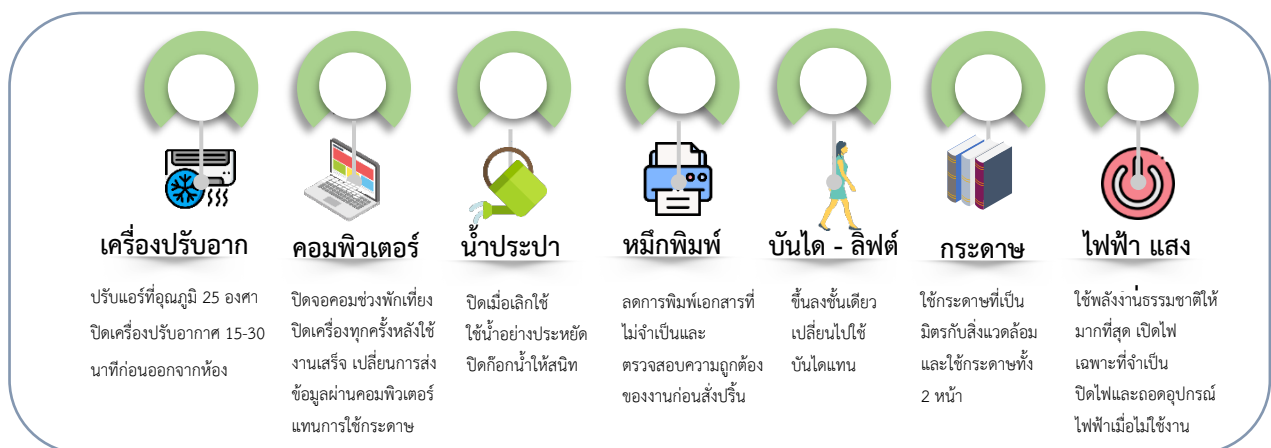 เครื่องปรับอาก
ปรับแอร์ที่อุณภูมิ 25 องศา
ปิดเครื่องปรับอากาศ 15-30
นาทีก่อนออกจากห้อง
คอมพิวเตอร์
ปิดจอคอมช่วงพักเที่ยง
ปิดเครื่องทุกครั้งหลังใช้
งานเสร็จ เปลี่ยนการส่ง
ข้อมูลผ่านคอมพิวเตอร์
แทนการใช้กระดาษ
น้ำประปา
ปิดเมื่อเลิกใช้
ใช้น้ำอย่างประหยัด
ปิดก๊อกน้ำให้สนิท
หมึกพิมพ์
ลดการพิมพ์เอกสารที่
ไม่จำเป็นและ
ตรวจสอบความถูกต้อง
ของงานก่อนสั่งปริ้น
บันได - ลิฟต์
ขึ้นลงชั้นเดียว
เปลี่ยนไปใช้
บันไดแทน
กระดาษ
ใช้กระดาษที่เป็น
มิตรกับสิ่งแวดล้อม
และใช้กระดาษทั้ง
2 หน้า
ไฟฟ้า แสง
ใช้พลังงานธรรมชาติให้
มากที่สุด เปิดไฟ
เฉพาะที่จำเป็น
ปิดไฟและถอดอุปกรณ์
ไฟฟ้าเมื่อไม่ใช้งาน